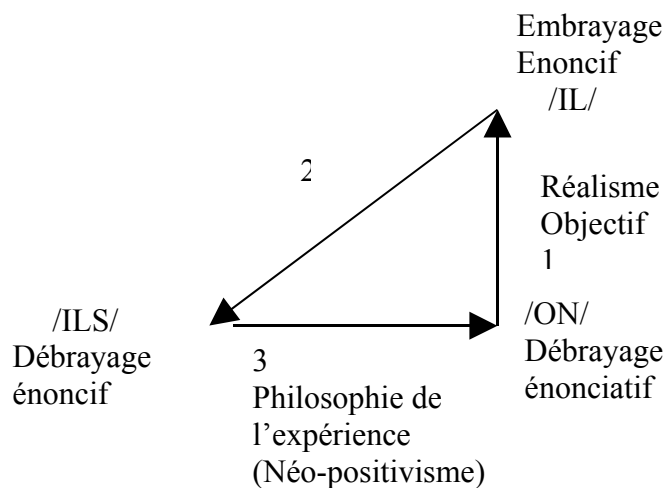 Embrayage
Enoncif
/IL/
2
Réalisme
Objectif
1
/ILS/
Débrayage
énoncif
/ON/
Débrayage
énonciatif
3
Philosophie de
l’expérience
(Néo-positivisme)